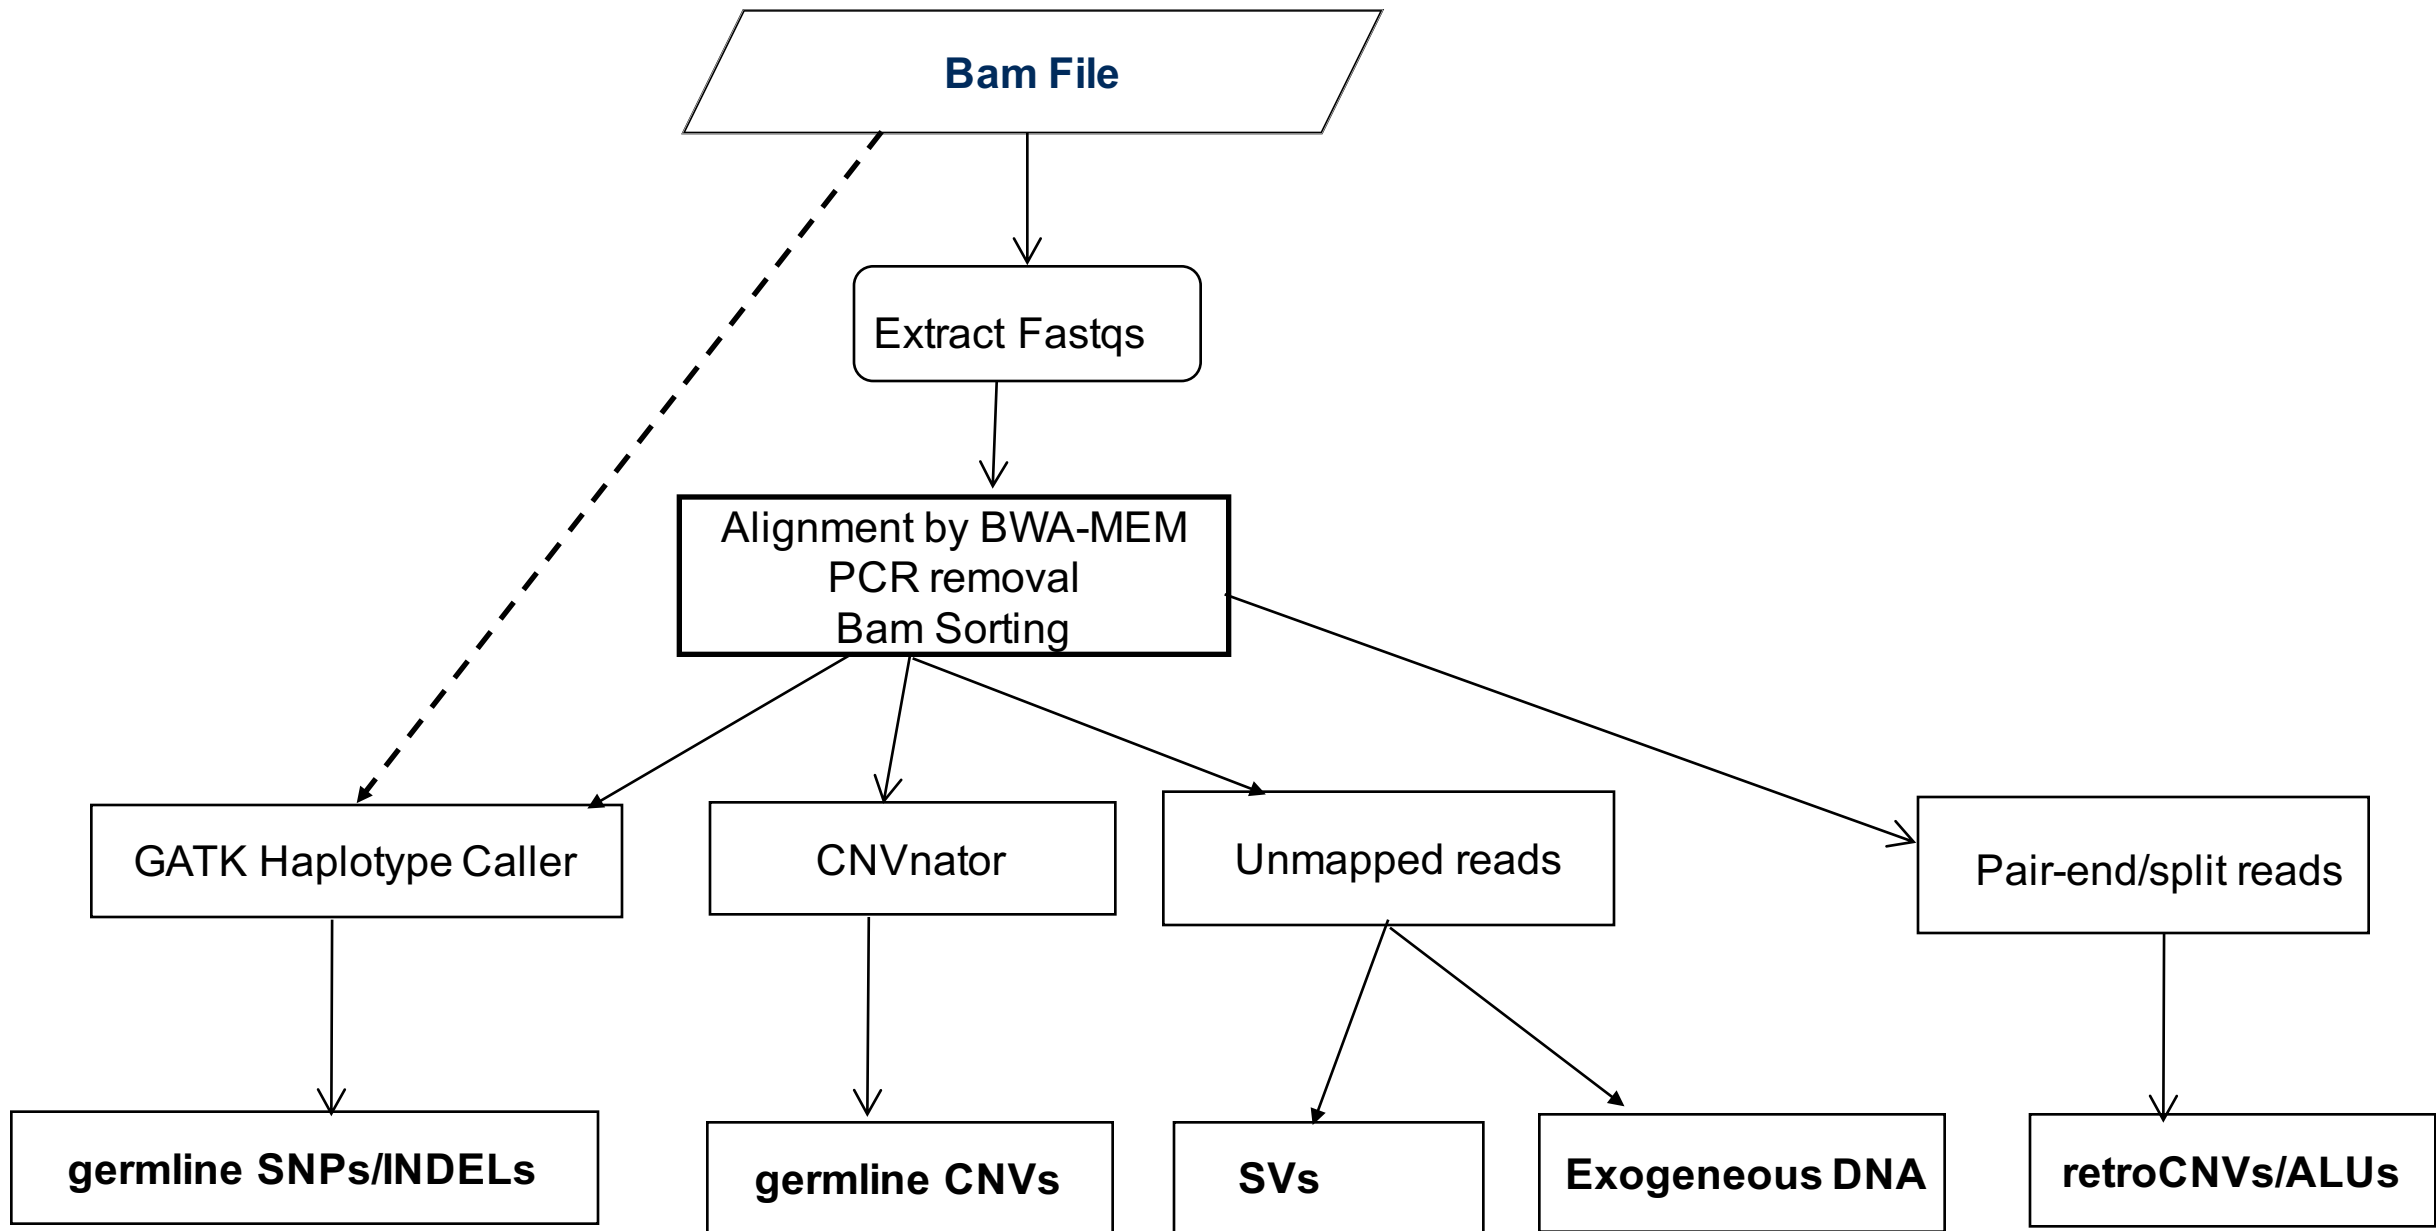 Bam File
Extract Fastqs
Alignment by BWA-MEM
PCR removal
Bam Sorting
GATK Haplotype Caller
CNVnator
Unmapped reads
Pair-end/split reads
germline SNPs/INDELs
germline CNVs
SVs
Exogeneous DNA
retroCNVs/ALUs